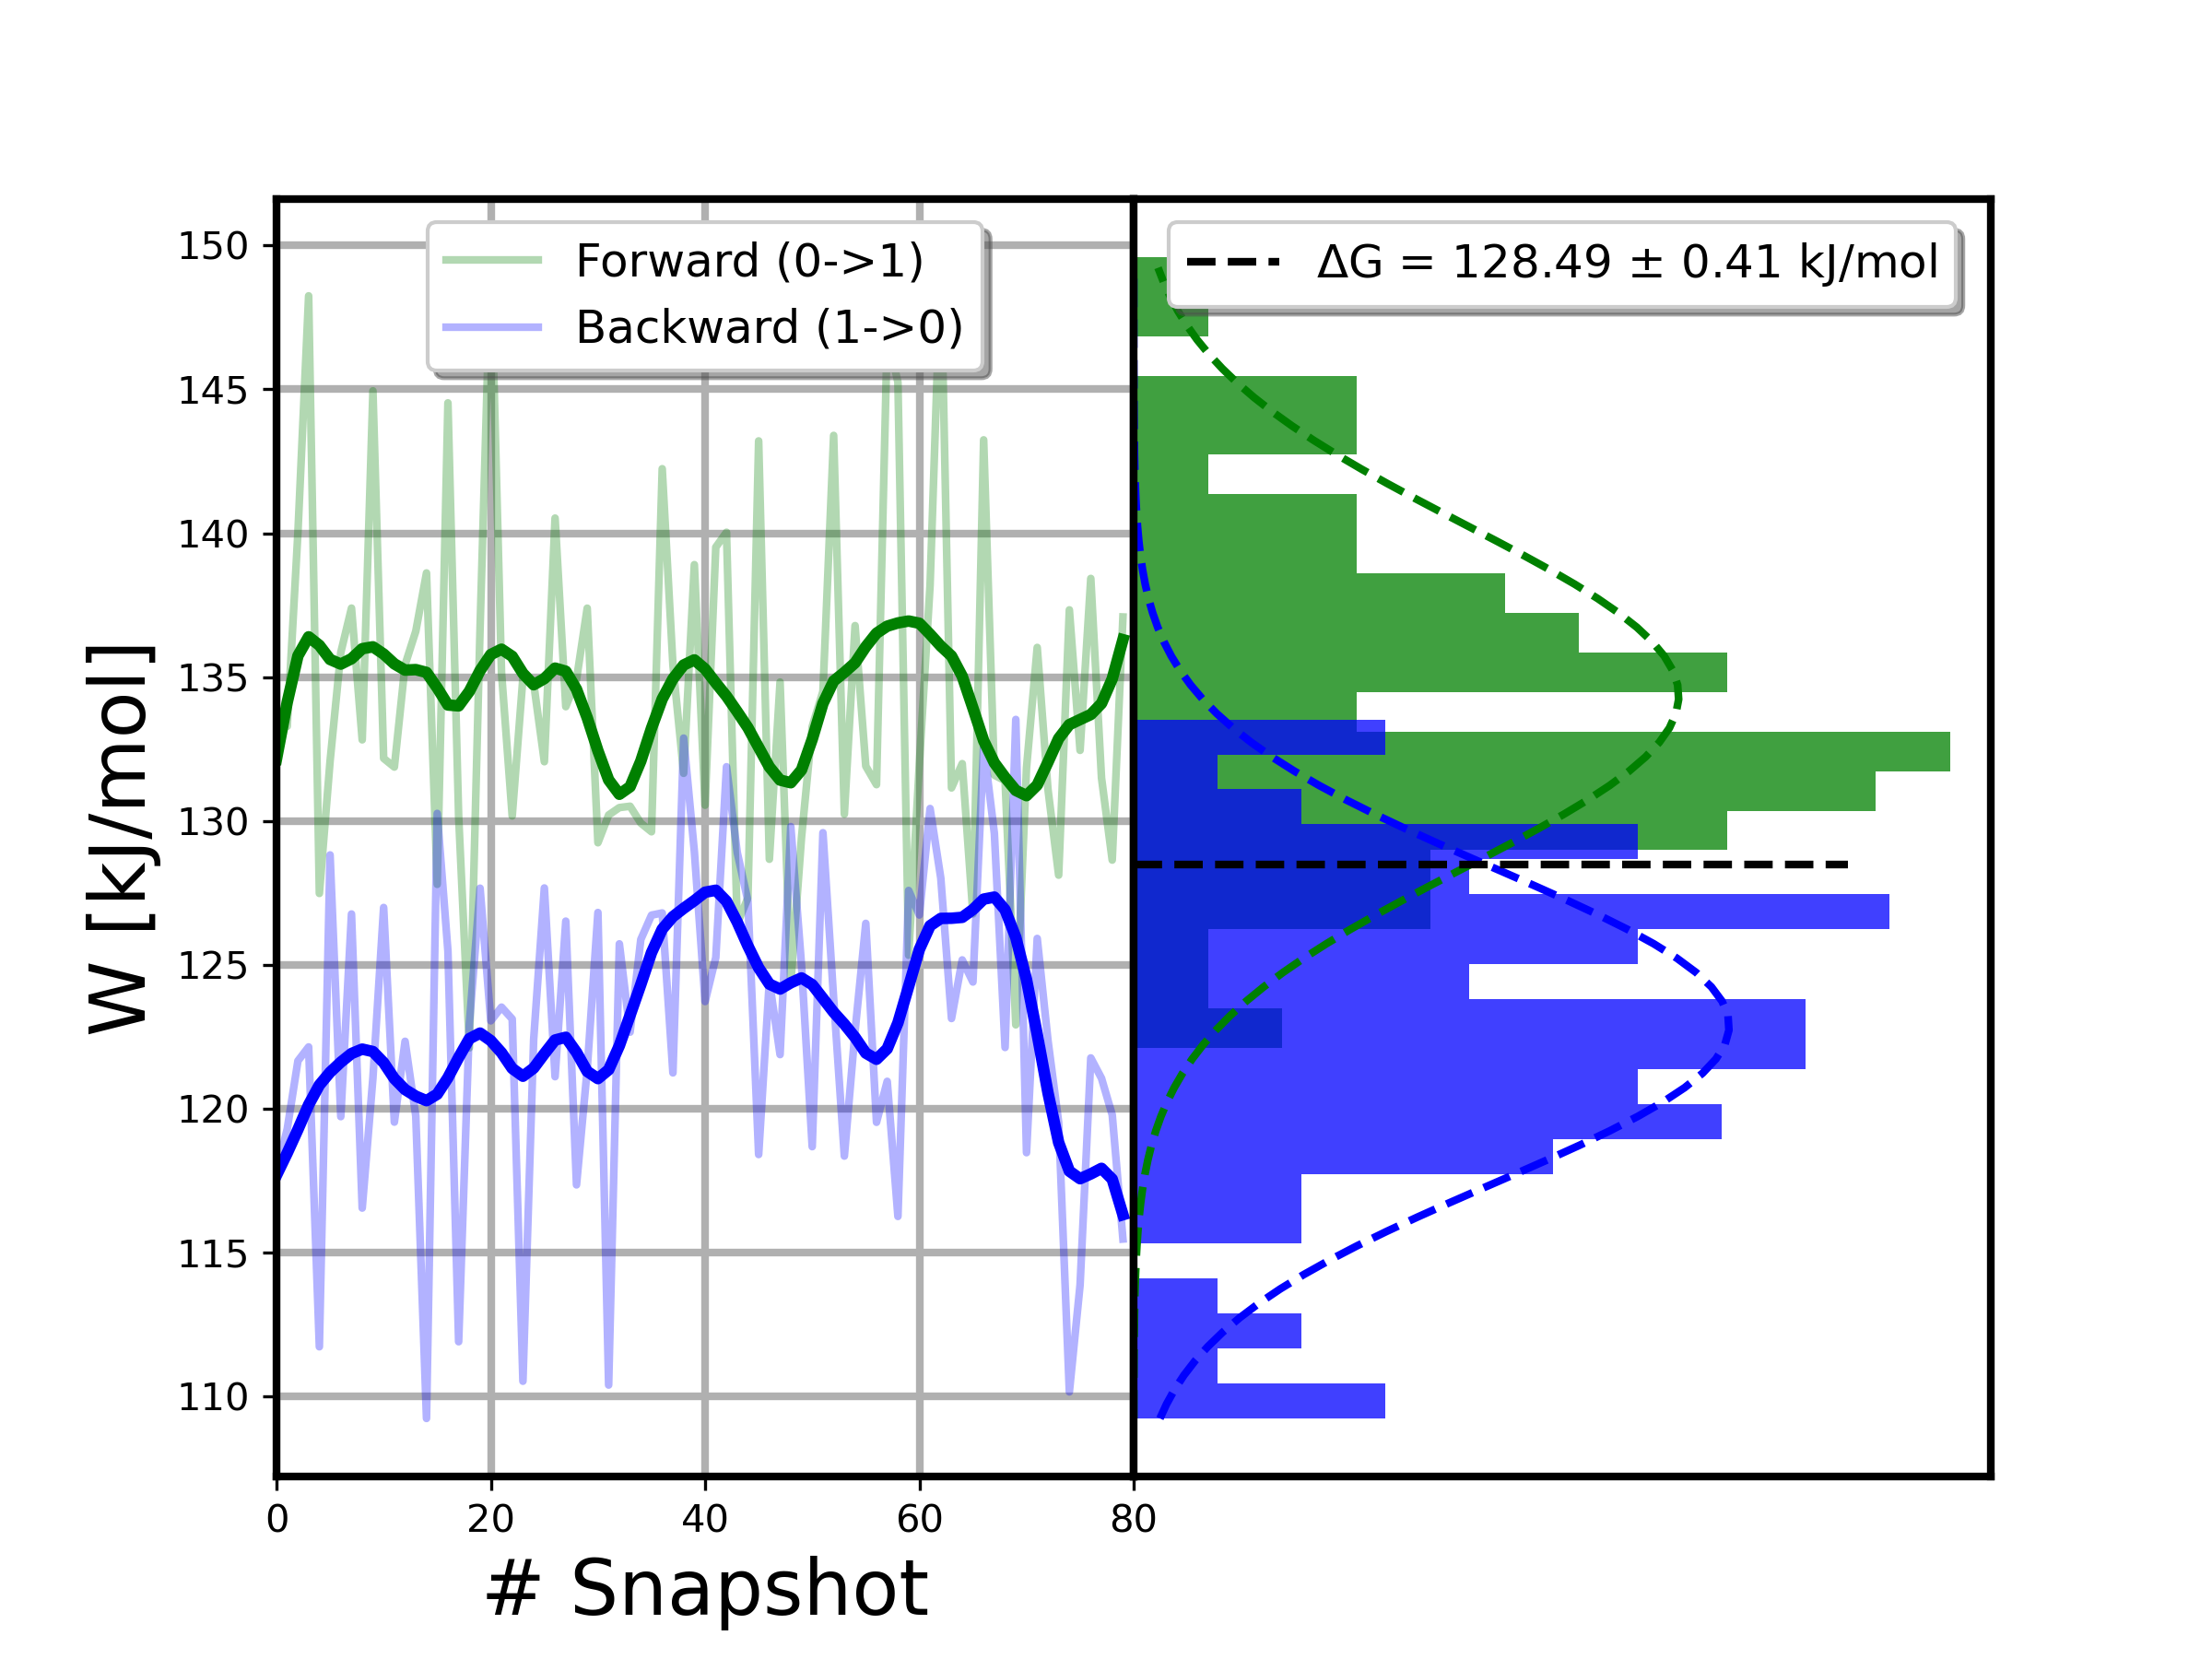 Forward (0->1)
Backward (1->0)
ΔG = 128.49 ± 0.41 kJ/mol
W [kJ/mol]
150
145
140
135
130
125
120
115
110
0 20 40 60 80
# Snapshot